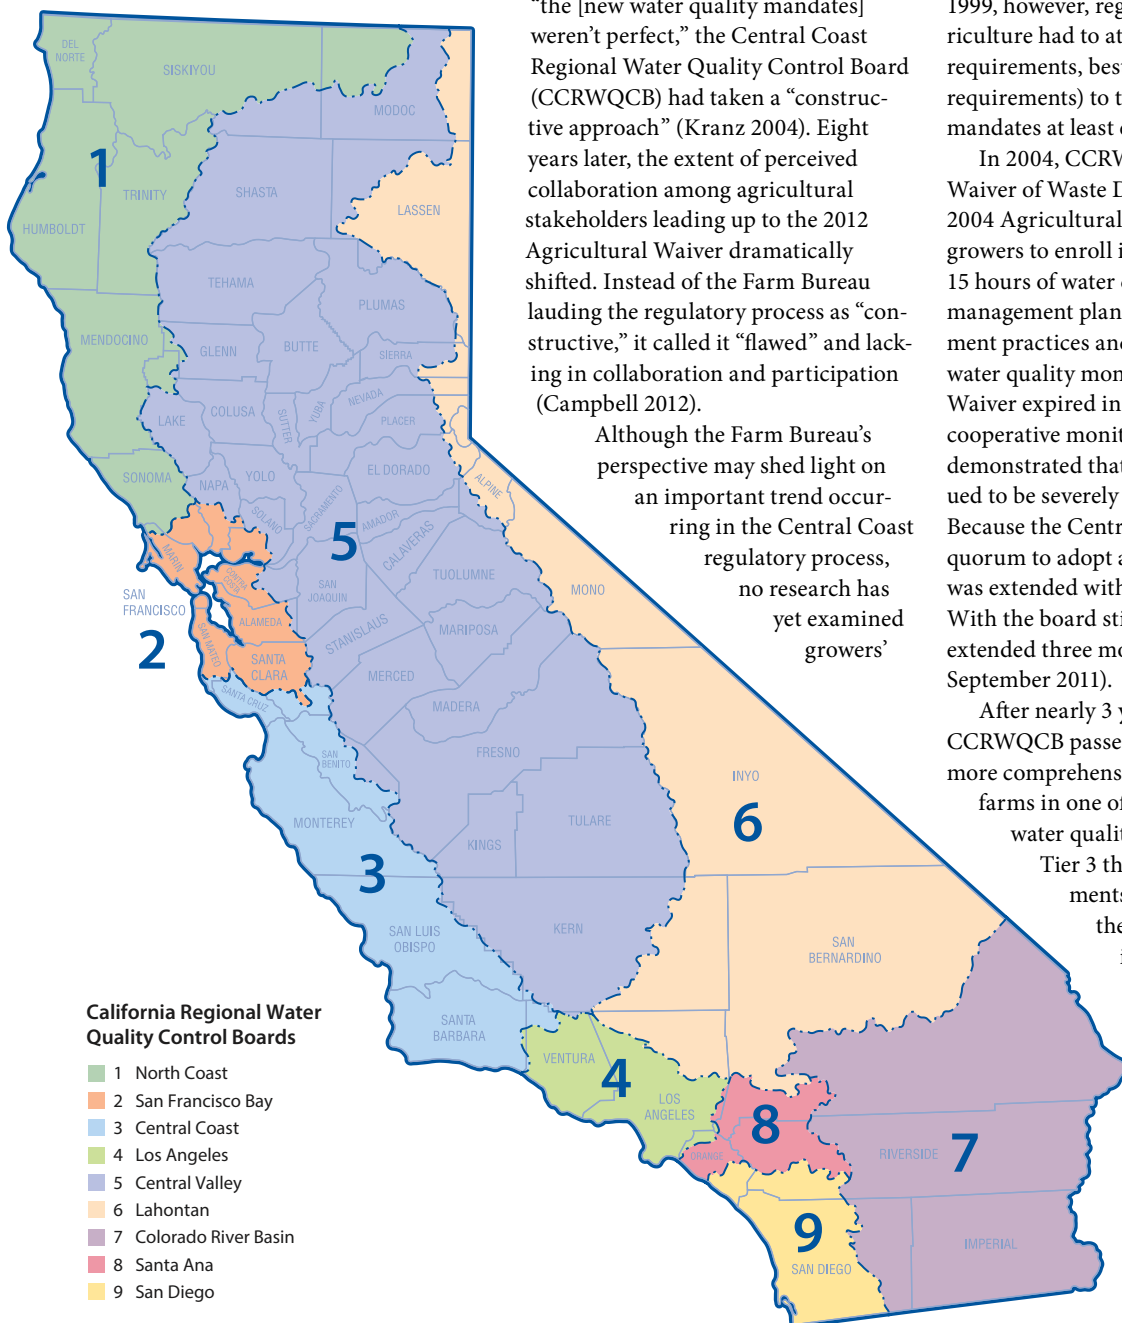 “the [new water quality mandates]
weren't perfect,” the Central Coast
Regional Water Quality Control Board
(CCRWQCB) had taken a “construc-
tive approach” (Kranz 2004). Eight
years later, the extent of perceived
collaboration among agricultural
stakeholders leading up to the 2012
Agricultural Waiver dramatically
shifted. Instead of the Farm Bureau
lauding the regulatory process as “con-
structive,” it called it “flawed” and lack-
ing in collaboration and participation
(Campbell 2012).
Although the Farm Bureau’s
perspective may shed light on
an important trend occur-
ring in the Central Coast
regulatory process,
no research has
yet examined
growers’
1999, however, reg
riculture had to at
requirements, best
requirements) to t
mandates at least o
In 2004, CCRW
Waiver of Waste D
2004 Agricultural
growers to enroll i
15 hours of water
management plan
ment practices and
water quality mon
Waiver expired in
cooperative monit
demonstrated that
ued to be severely
Because the Centr
quorum to adopt a
was extended with
With the board sti
extended three mo
September 2011).
After nearly 3 y
CCRWQCB passe
more comprehens
farms in one of
water qualit
Tier 3 th
ments
the
DEL
NORTE
SISKIYOU
MODOC
1
TRINITY
HUMBOLDT
SHASTA
LASSEN
TEHAMA
PLUMAS
MENDOCINO
GLENN
BUTTE
SIERRA
LAKE
COLUSA
SUTTER
YUBA
NEVADA
PLACER
SONOMA
NAPA
YOLO
EL DORADO
ALPINE
SOLANO
SACRAMENTO
5
AMADOR
CALAVERAS
MARIN
CONTRA
COSTA
SAN
JOAQUIN
TUOLUMNE
MONO
SAN
FRANCISCO
2
ALAMEDA
STANISLAUS
MARIPOSA
SAN MATEO
SANTA
CLARA
MERCED
SANTA CRUZ
MADERA
SAN
BENITO
FRESNO
INYO
6
MONTEREY
KINGS
TULARE
3
SAN LUIS
OBISPO
KERN
SAN
BERNARDINO
SANTA
BARBARA
VENTURA
4
LOS
ANGELES
8
ORANGE
RIVERSIDE
7
9
SAN DIEGO
IMPERIAL
California Regional Water
Quality Control Boards
1 North Coast
2 San Francisco Bay
3 Central Coast
4 Los Angeles
5 Central Valley
6 Lahontan
7 Colorado River Basin
8 Santa Ana
9 San Diego